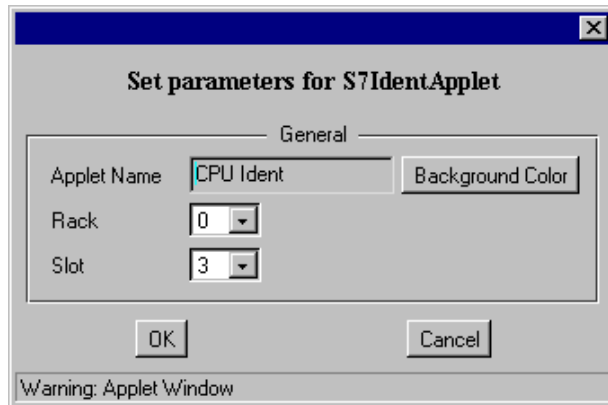 Set parameters for S7IdentApplet
General
Applet Name CPU Ident Background Color
Rack 0
Slot 3
OK Cancel
Warning: Applet Window